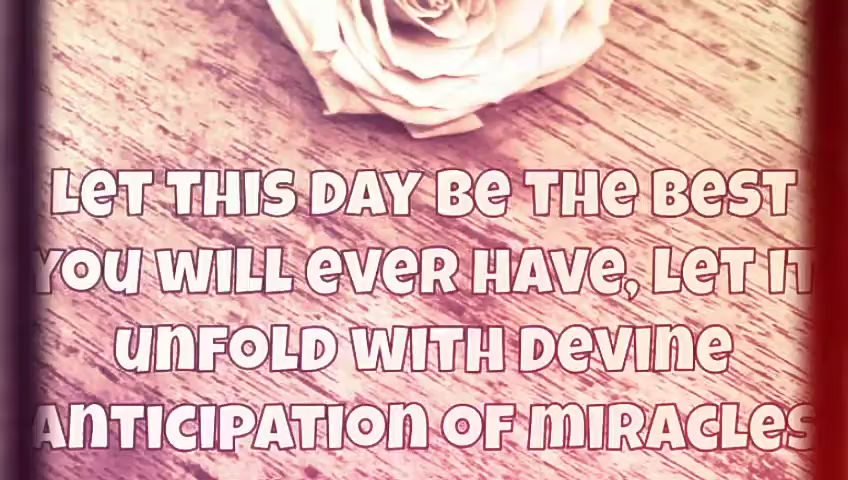 Let this day be the best
you will ever have, let it
unfold with devine
anticipation of miracles